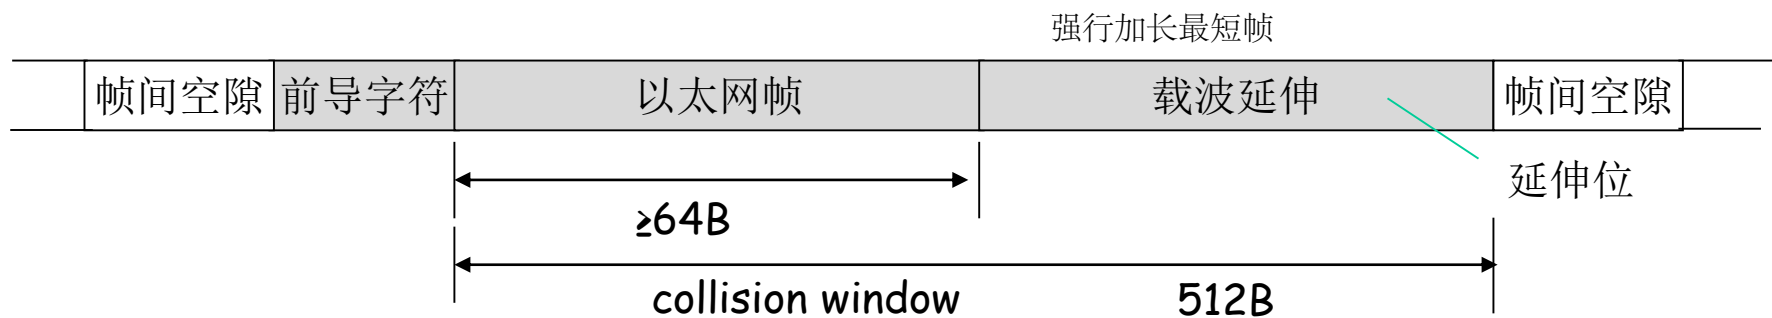 强行加长最短帧
帧间空隙 前导字符 以太网帧 载波延伸 帧间空隙
延伸位
≥64B
collision window 512B